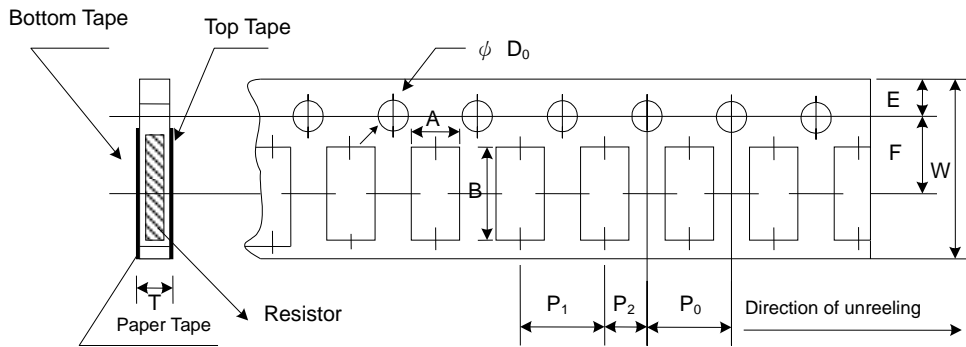 Bottom Tape
Top Tape
ϕ D0
E
A
F
W
B
T
P1
P2
P0
Paper Tape
Resistor
Direction of unreeling